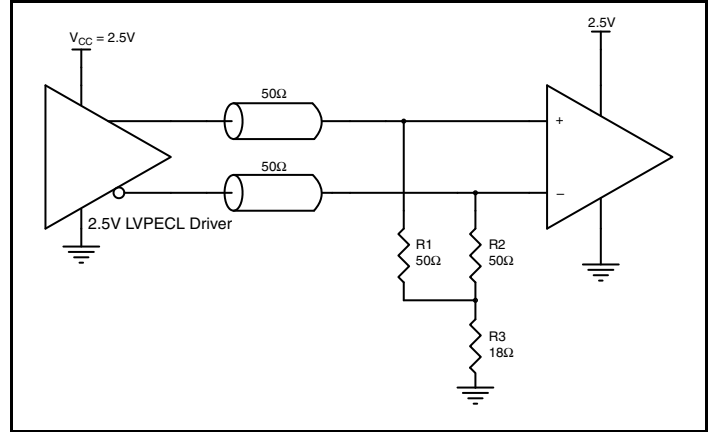 V_CC = 2.5V
2.5V
50Ω
50Ω
+
–
2.5V LVPECL Driver
R1
50Ω
R2
50Ω
R3
18Ω